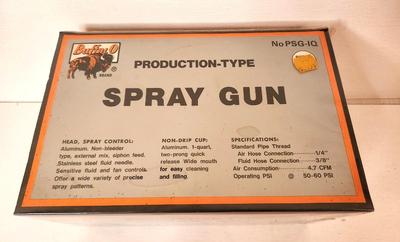 Buffalo
BRAND
No PSG-IQ
PRODUCTION-TYPE
SPRAY GUN
HEAD, SPRAY CONTROL:
Aluminum. Non-bleeder
type, external mix, siphon feed.
Stainless steel fluid needle.
Sensitive fluid and fan controls
Offer a wide variety of precise
spray patterns.
NON-DRIP CUP:
Aluminum. 1-quart,
two-prong quick
release Wide mouth
for easy cleaning
and filling.
SPECIFICATIONS:
Standard Pipe Thread
Air Hose Connection 1/4"
Fluid Hose Connection 3/8"
Air Consumption 4.7 CFM
Operating PSI @ 50-60 PSI